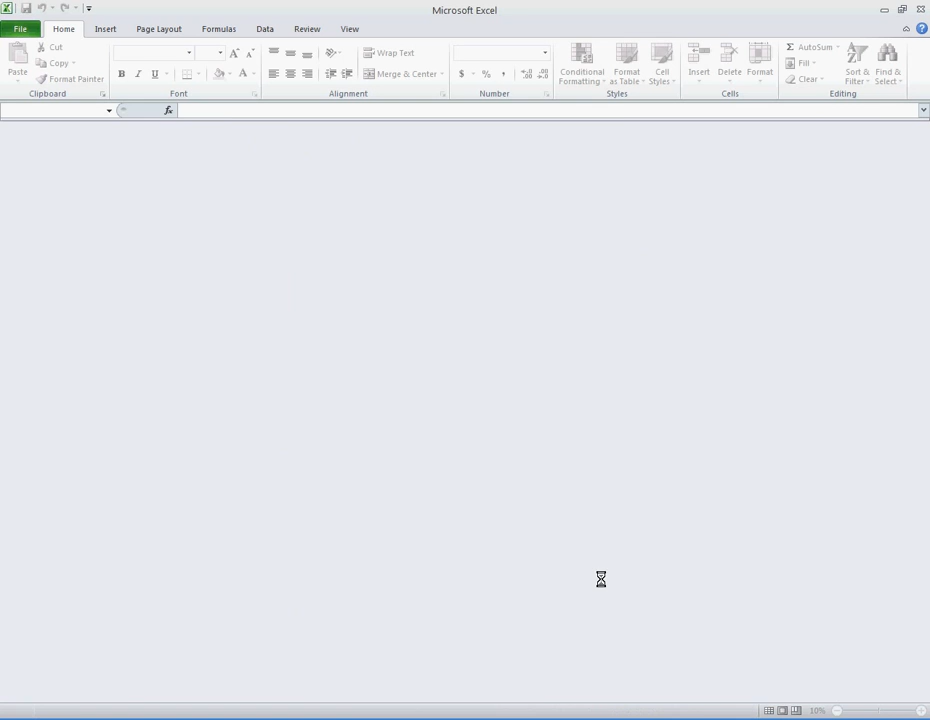 Microsoft Excel
File Home Insert Page Layout Formulas Data Review View
Paste
Cut
Copy
Format Painter
Clipboard
B I U A
Font
Wrap Text
Merge & Center
Alignment
$ % ,
Number
Conditional Formatting
Format as Table
Cell Styles
Styles
Insert Delete Format
Cells
Σ AutoSum
Fill
Clear
Sort & Filter
Find & Select
Editing
fx
10%